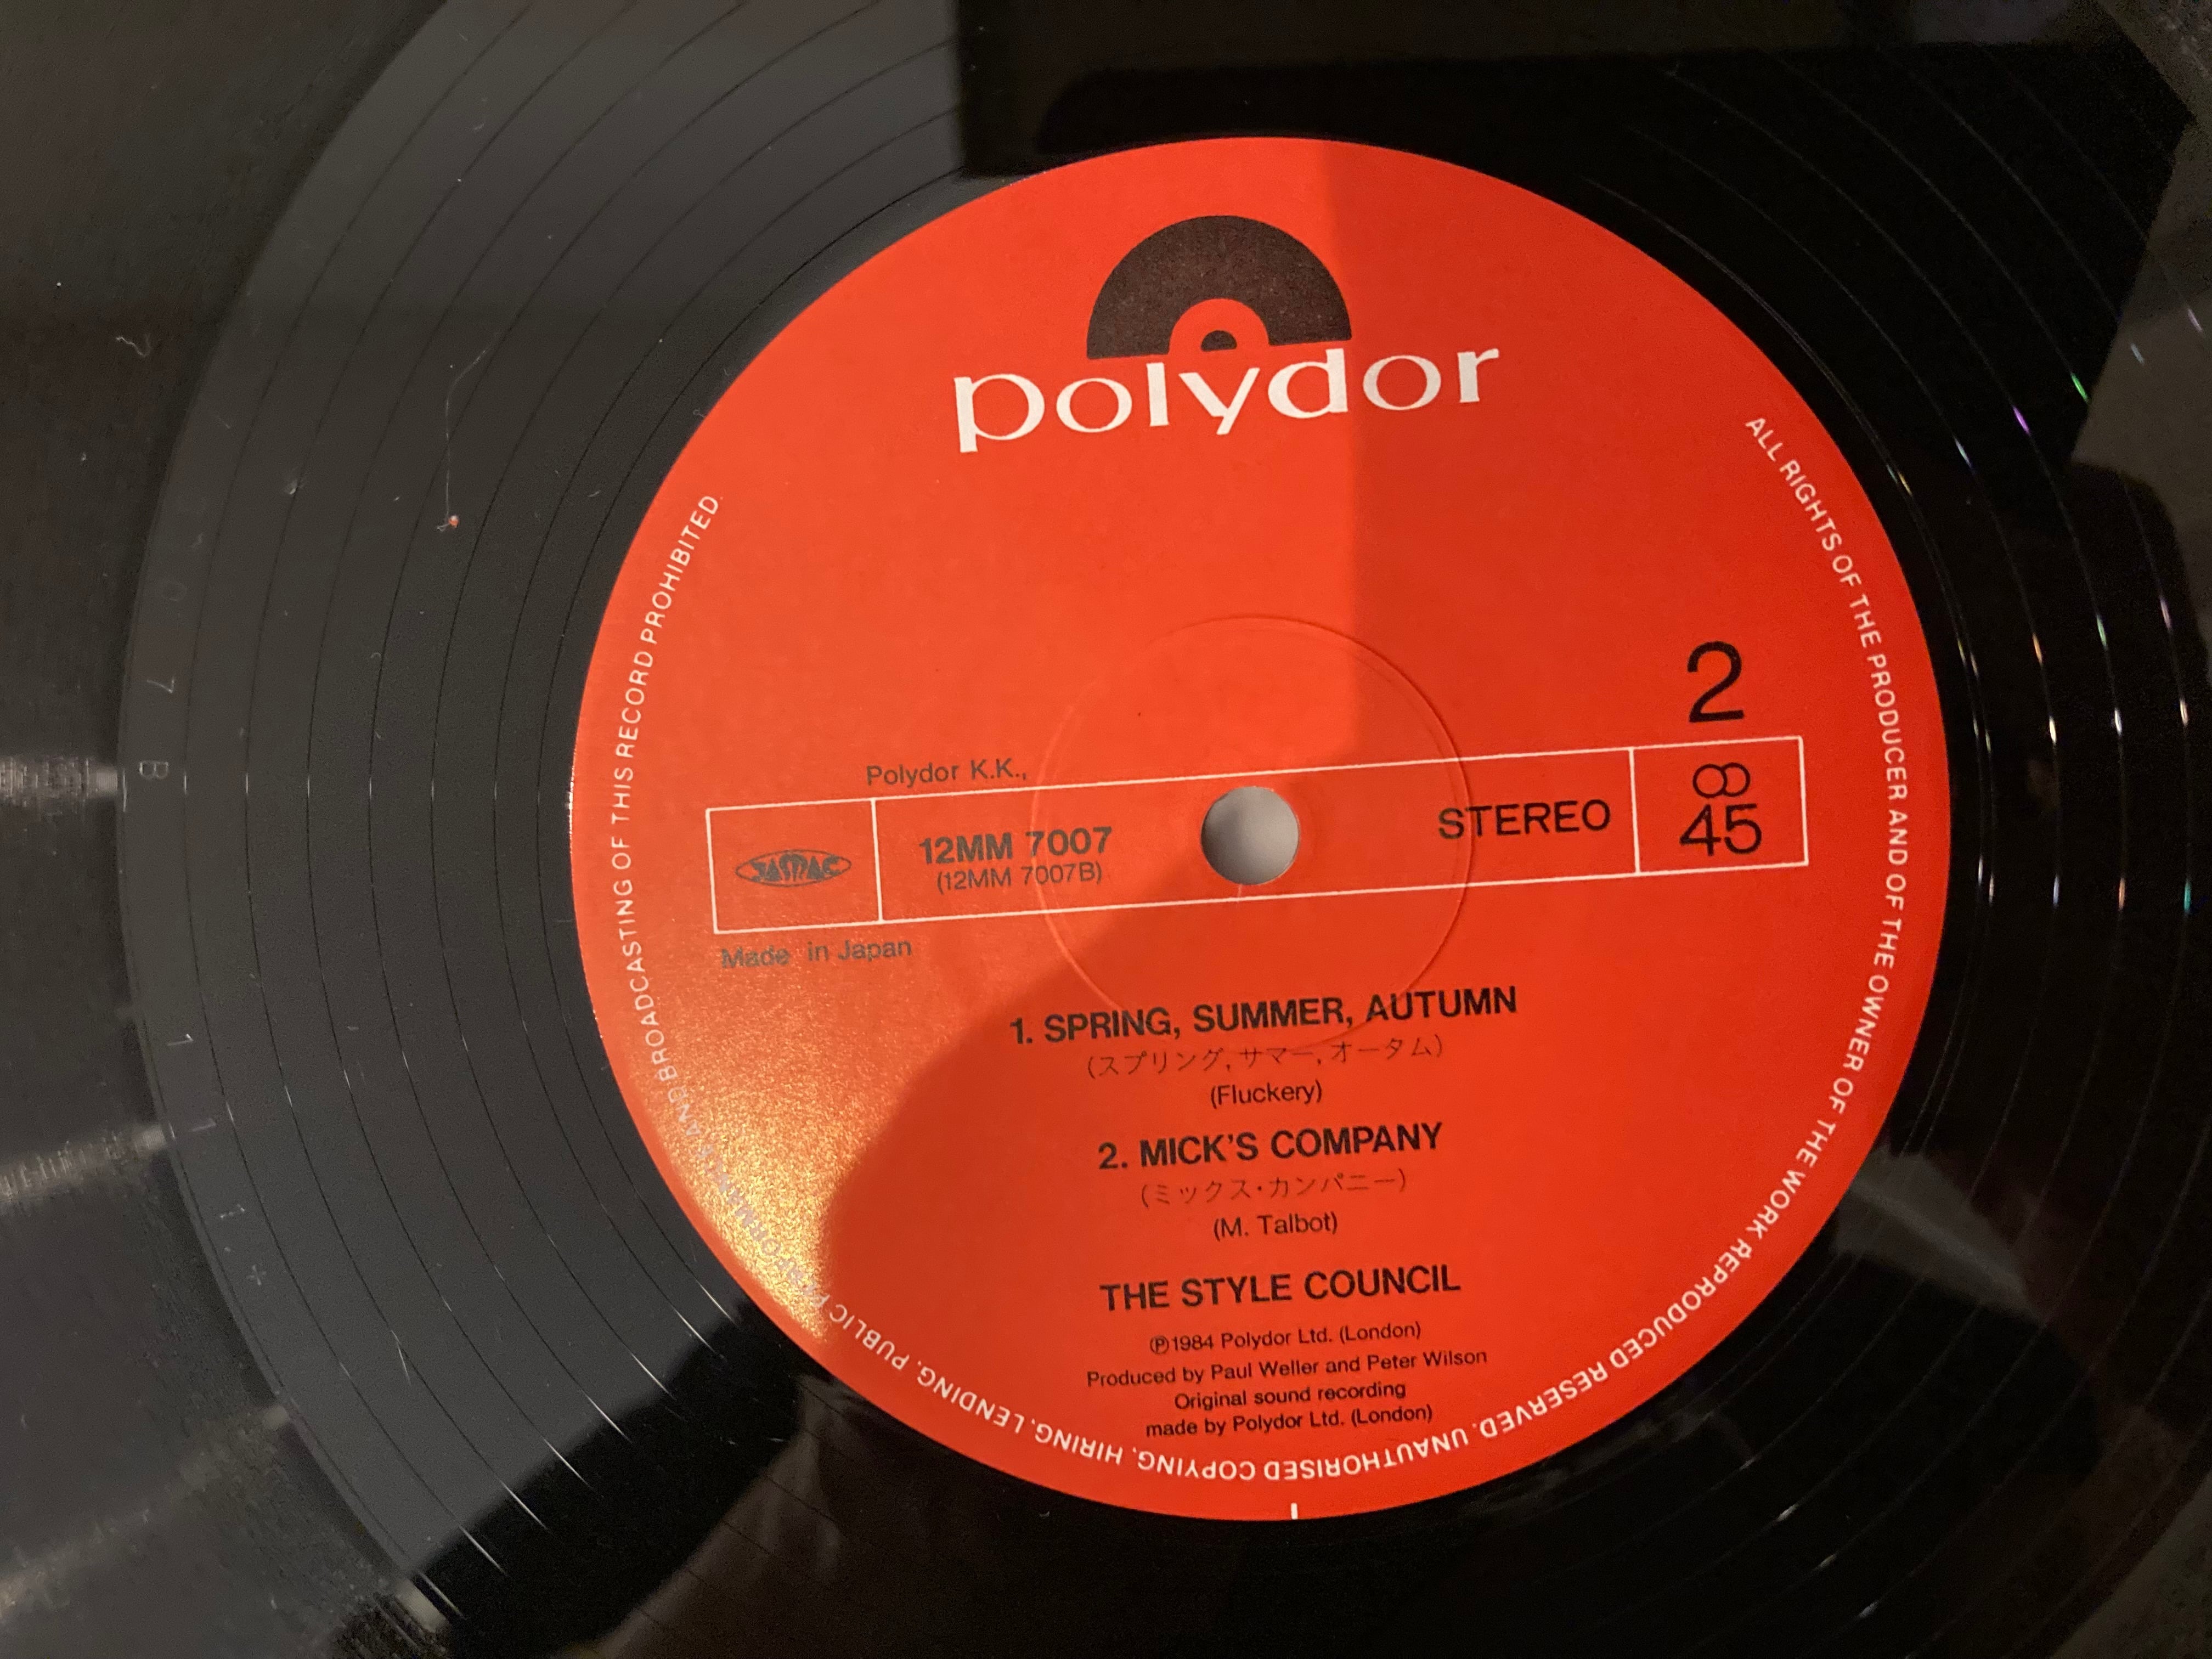 polydor
2
Polydor K.K.,
JASRAC
12MM 7007
(12MM 7007B)
STEREO
8
45
Made in Japan
1. SPRING, SUMMER, AUTUMN
(スプリング, サマー, オータム)
(Fluckery)
2. MICK'S COMPANY
(ミックス・カンパニー)
(M. Talbot)
THE STYLE COUNCIL
℗1984 Polydor Ltd. (London)
Produced by Paul Weller and Peter Wilson
Original sound recording
made by Polydor Ltd. (London)
ALL RIGHTS OF THE PRODUCER AND OF THE OWNER OF THE WORK REPRODUCED RESERVED. UNAUTHORISED COPYING, HIRING, LENDING, PUBLIC PERFORMANCE AND BROADCASTING OF THIS RECORD PROHIBITED.